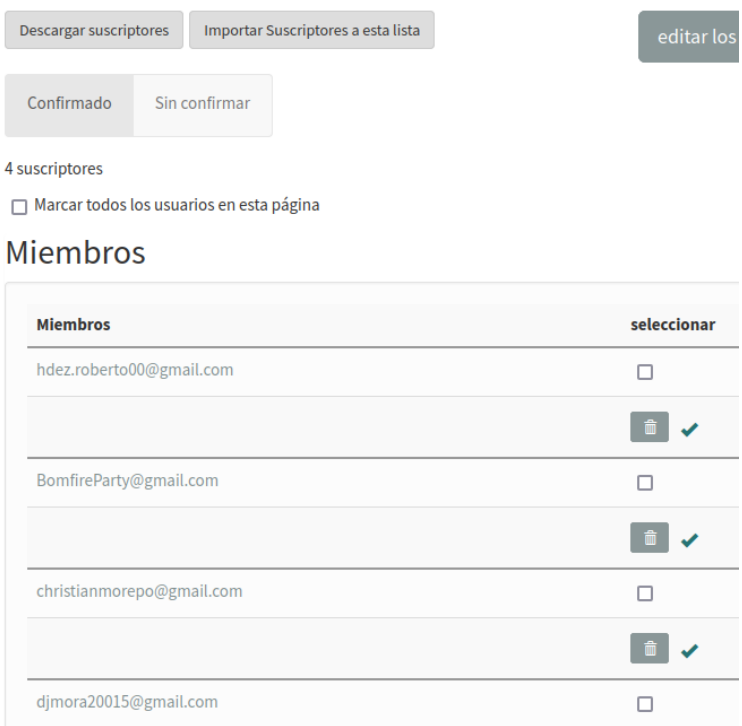 Descargar suscriptores Importar Suscriptores a esta lista editar los
Confirmado Sin confirmar
4 suscriptores
Marcar todos los usuarios en esta página
Miembros
Miembros seleccionar
hdez.roberto00@gmail.com
BomfireParty@gmail.com
christianmorepo@gmail.com
djmora20015@gmail.com